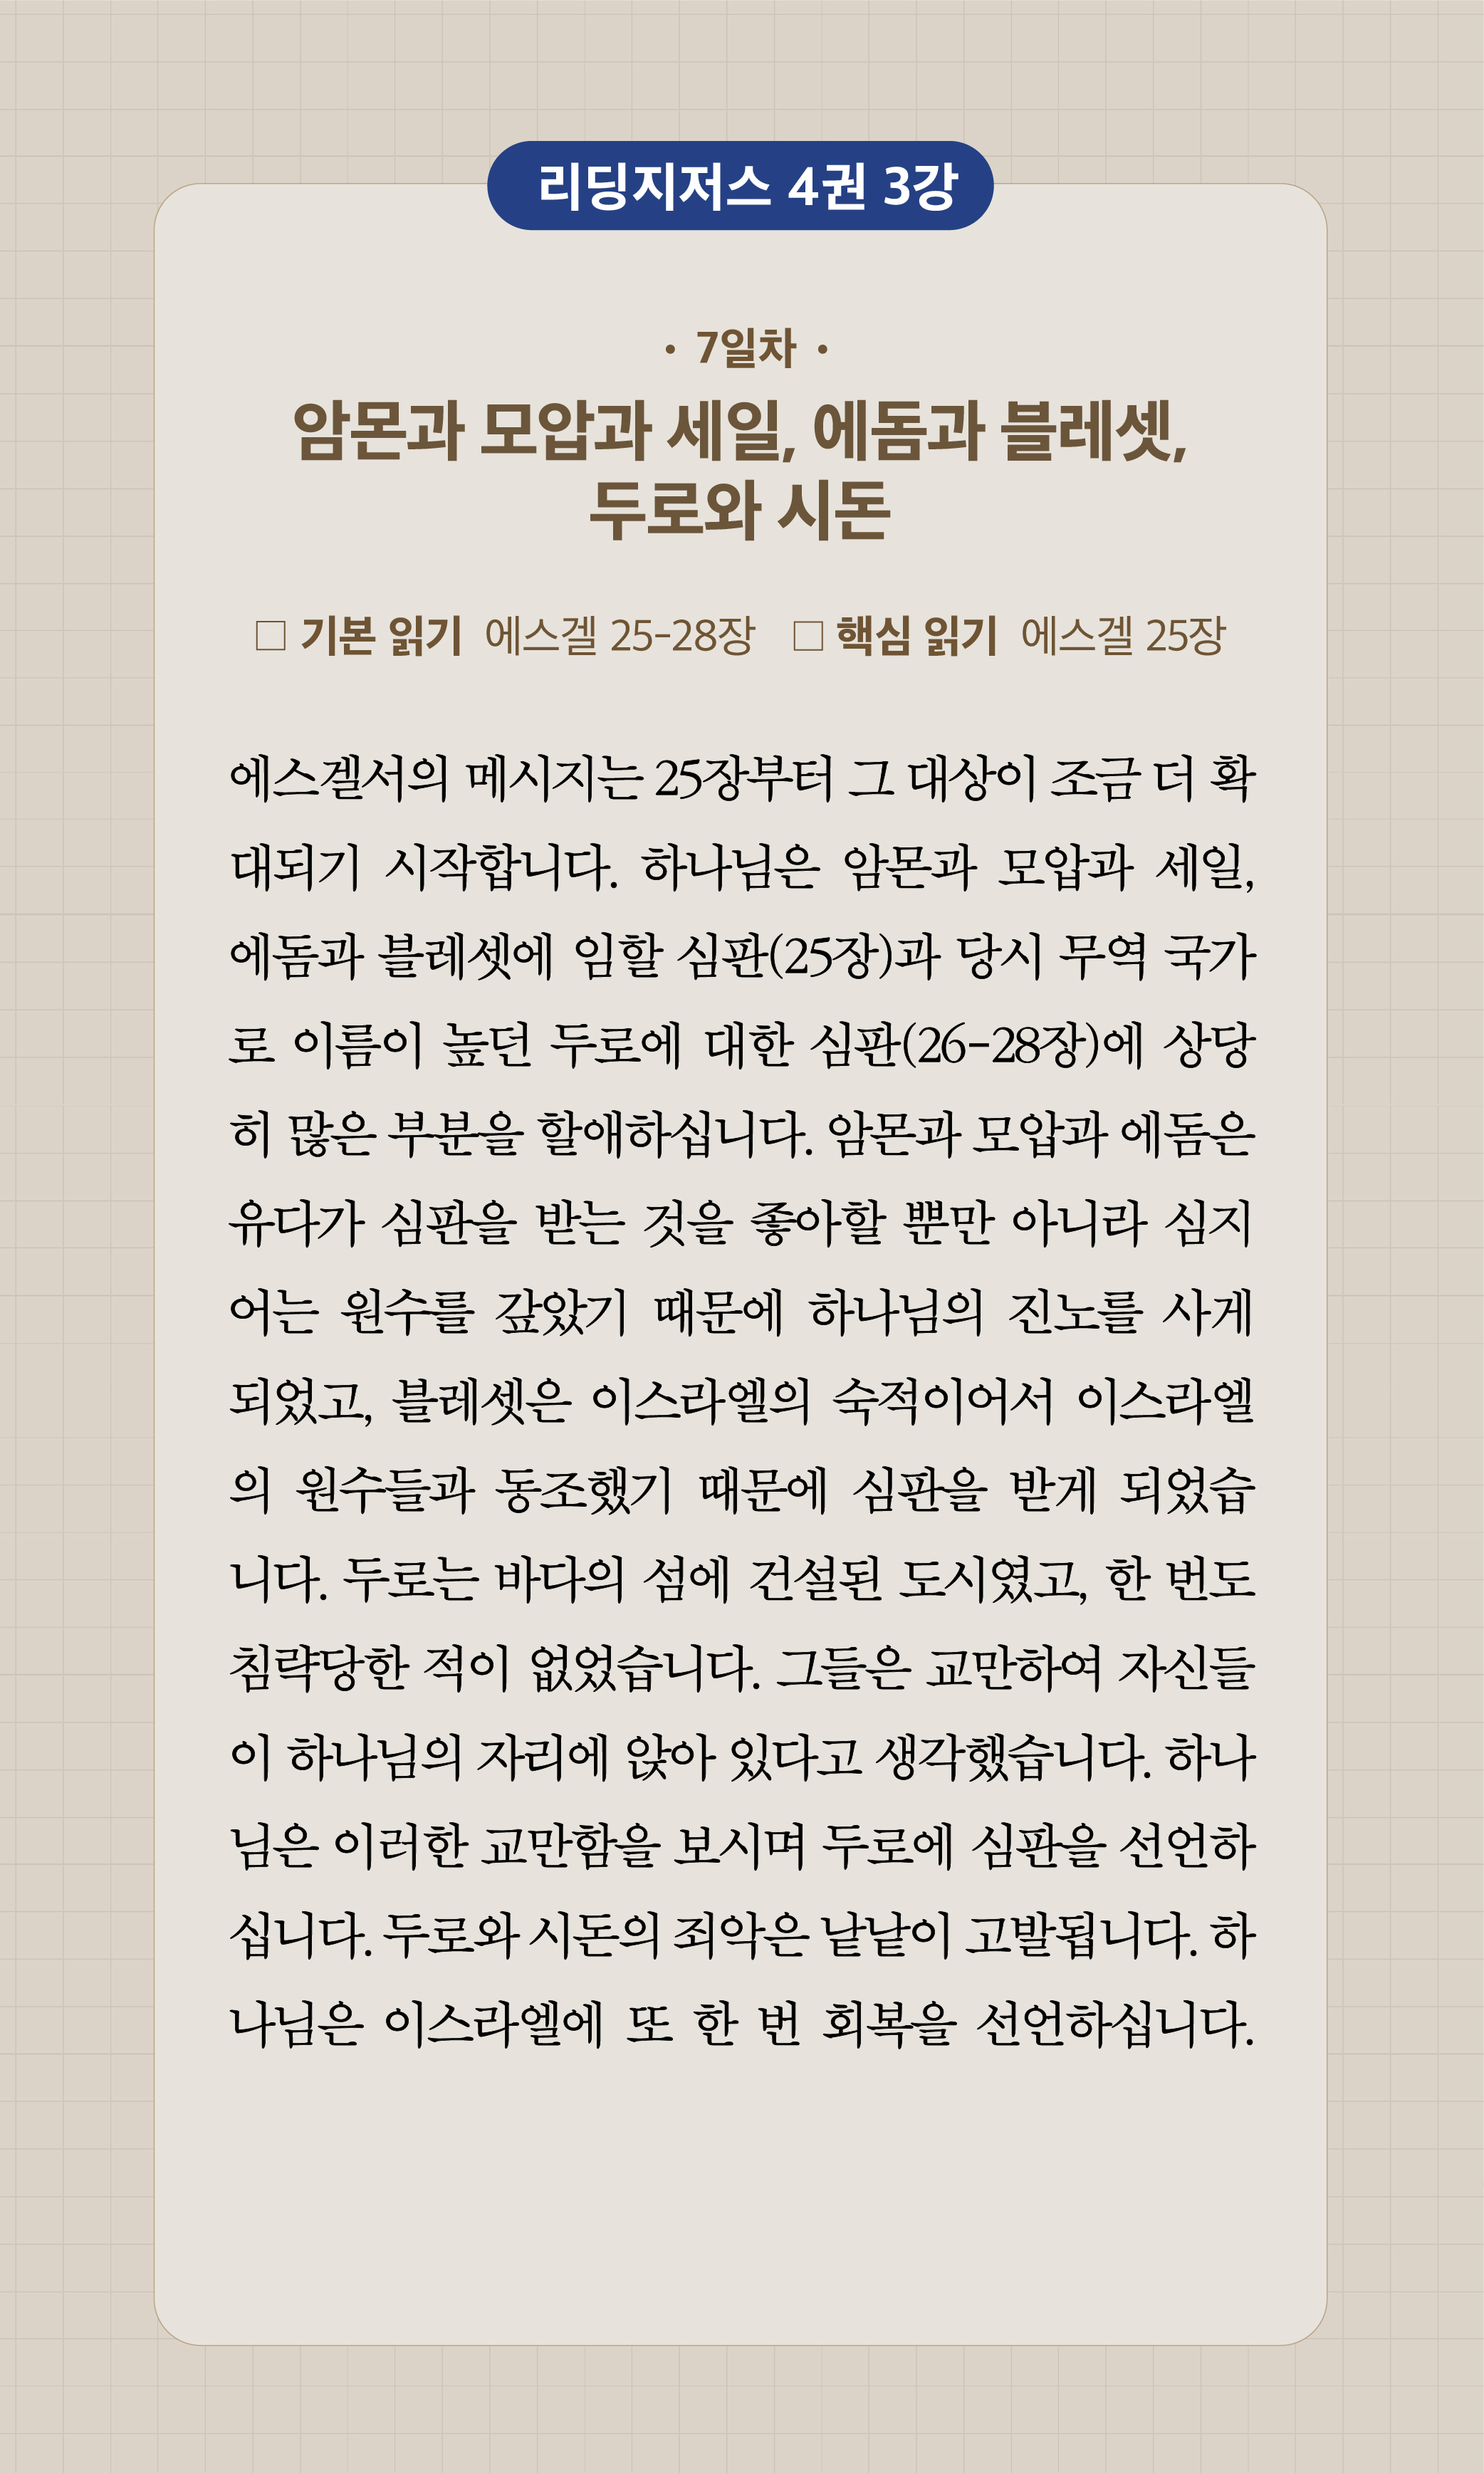 리딩지저스 4권 3강
· 7일차 ·
암몬과 모압과 세일, 에돔과 블레셋,
두로와 시돈
□ 기본 읽기 에스겔 25-28장 □ 핵심 읽기 에스겔 25장
에스겔서의 메시지는 25장부터 그 대상이 조금 더 확
대되기 시작합니다. 하나님은 암몬과 모압과 세일,
에돔과 블레셋에 임할 심판(25장)과 당시 무역 국가
로 이름이 높던 두로에 대한 심판(26-28장)에 상당
히 많은 부분을 할애하십니다. 암몬과 모압과 에돔은
유다가 심판을 받는 것을 좋아할 뿐만 아니라 심지
어는 원수를 갚았기 때문에 하나님의 진노를 사게
되었고, 블레셋은 이스라엘의 숙적이어서 이스라엘
의 원수들과 동조했기 때문에 심판을 받게 되었습
니다. 두로는 바다의 섬에 건설된 도시였고, 한 번도
침략당한 적이 없었습니다. 그들은 교만하여 자신들
이 하나님의 자리에 앉아 있다고 생각했습니다. 하나
님은 이러한 교만함을 보시며 두로에 심판을 선언하
십니다. 두로와 시돈의 죄악은 낱낱이 고발됩니다. 하
나님은 이스라엘에 또 한 번 회복을 선언하십니다.